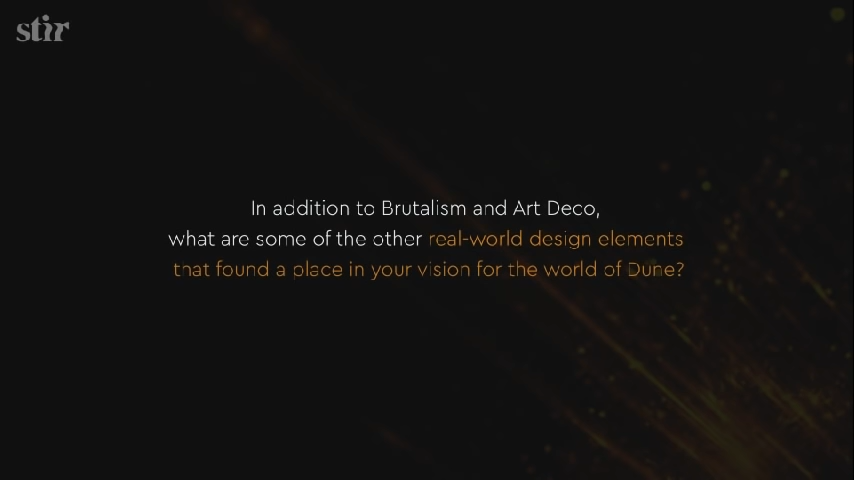 stir
In addition to Brutalism and Art Deco,
what are some of the other real-world design elements
that found a place in your vision for the world of Dune?